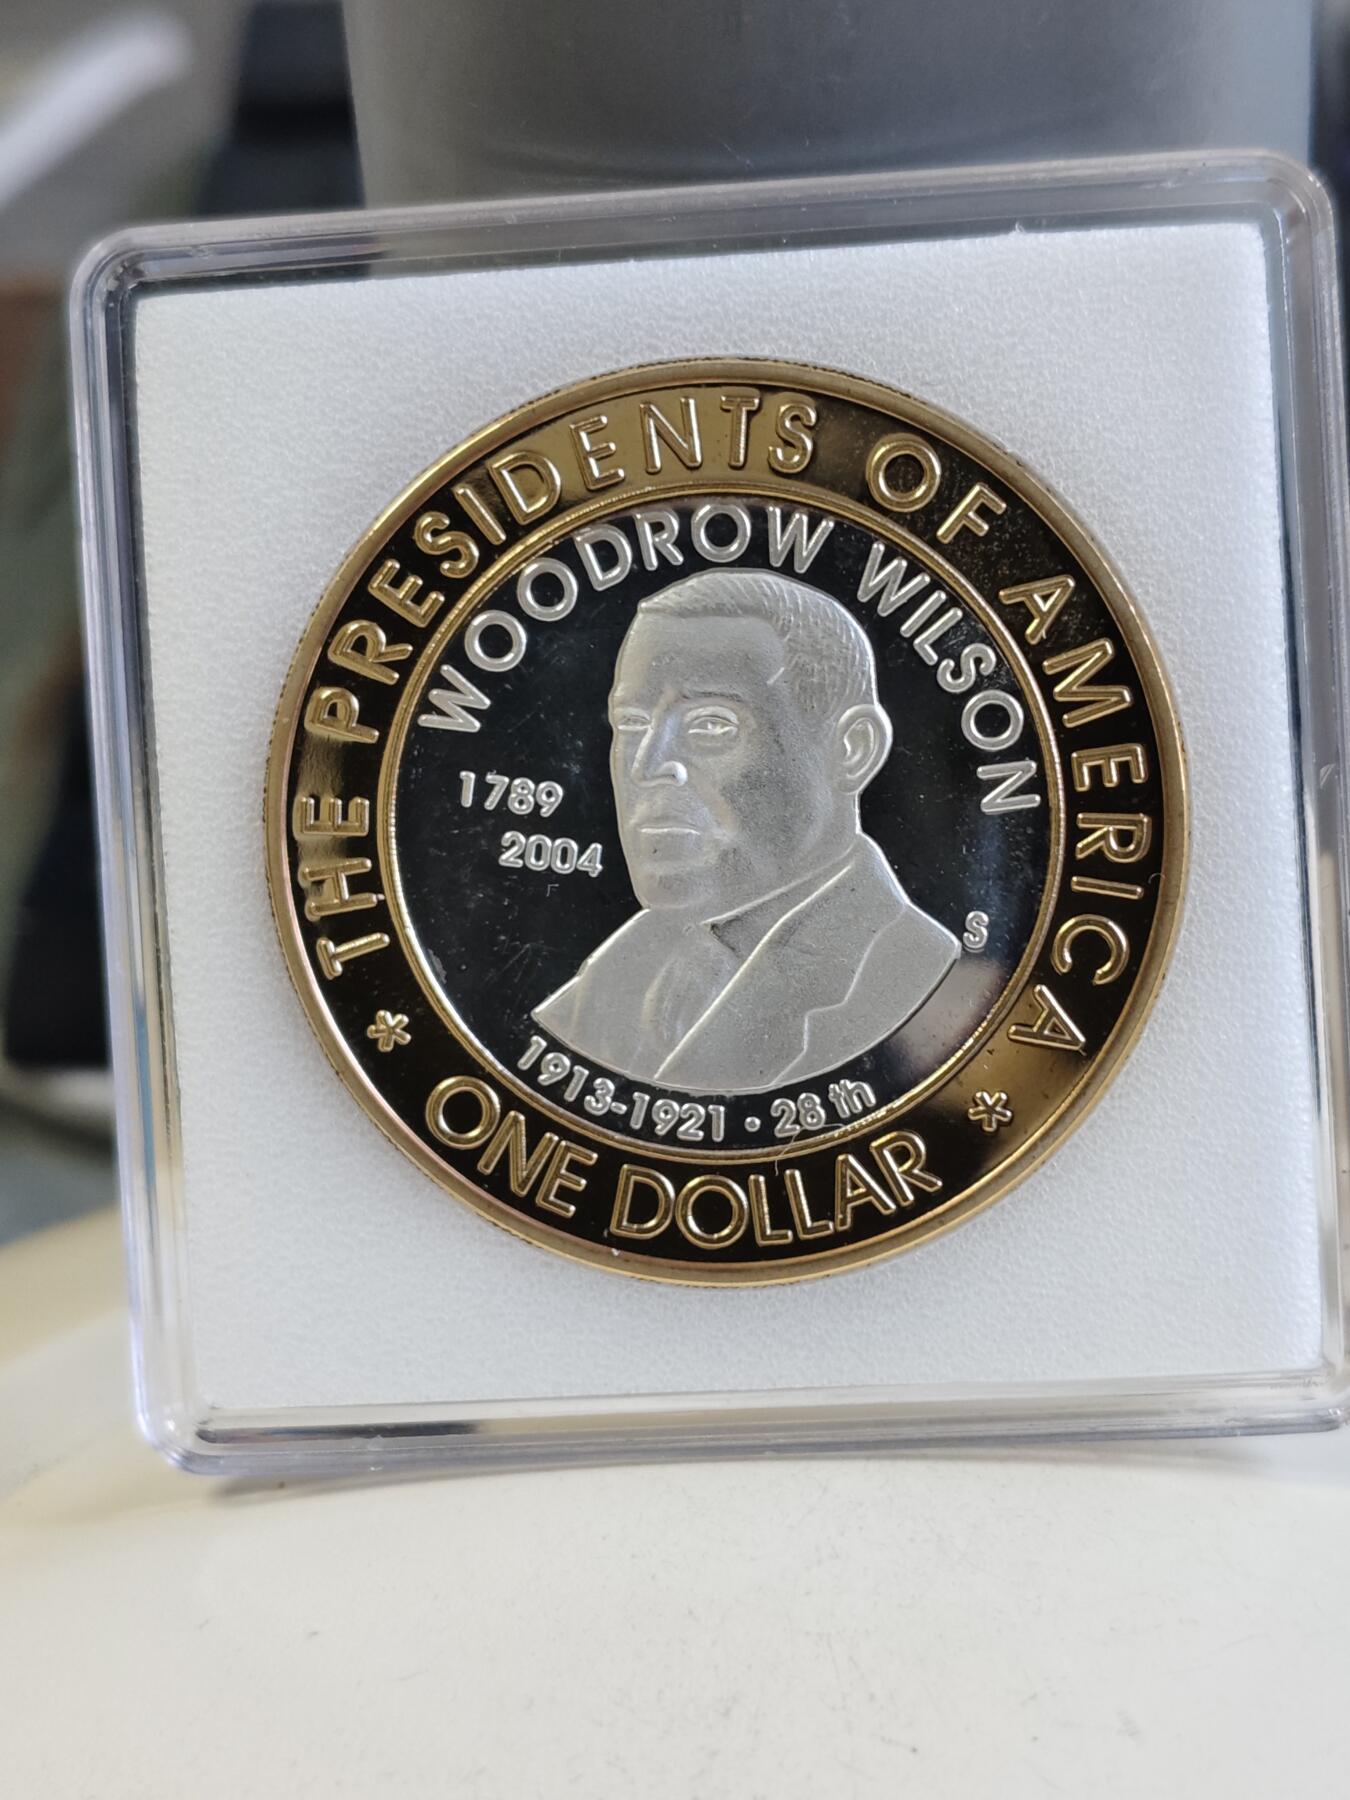 THE PRESIDENTS OF AMERICA
WOODROW WILSON
1789
2004
S
1913-1921 • 28 th
* ONE DOLLAR *